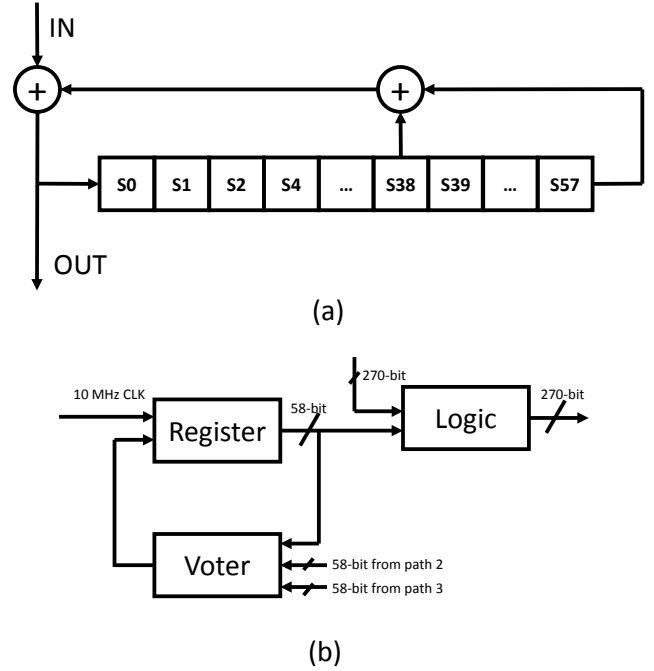 IN
+
+
S0 S1 S2 S4 ... S38 S39 ... S57
OUT
(a)
270-bit
10 MHz CLK
58-bit
270-bit
Register
Logic
Voter
58-bit from path 2
58-bit from path 3
(b)